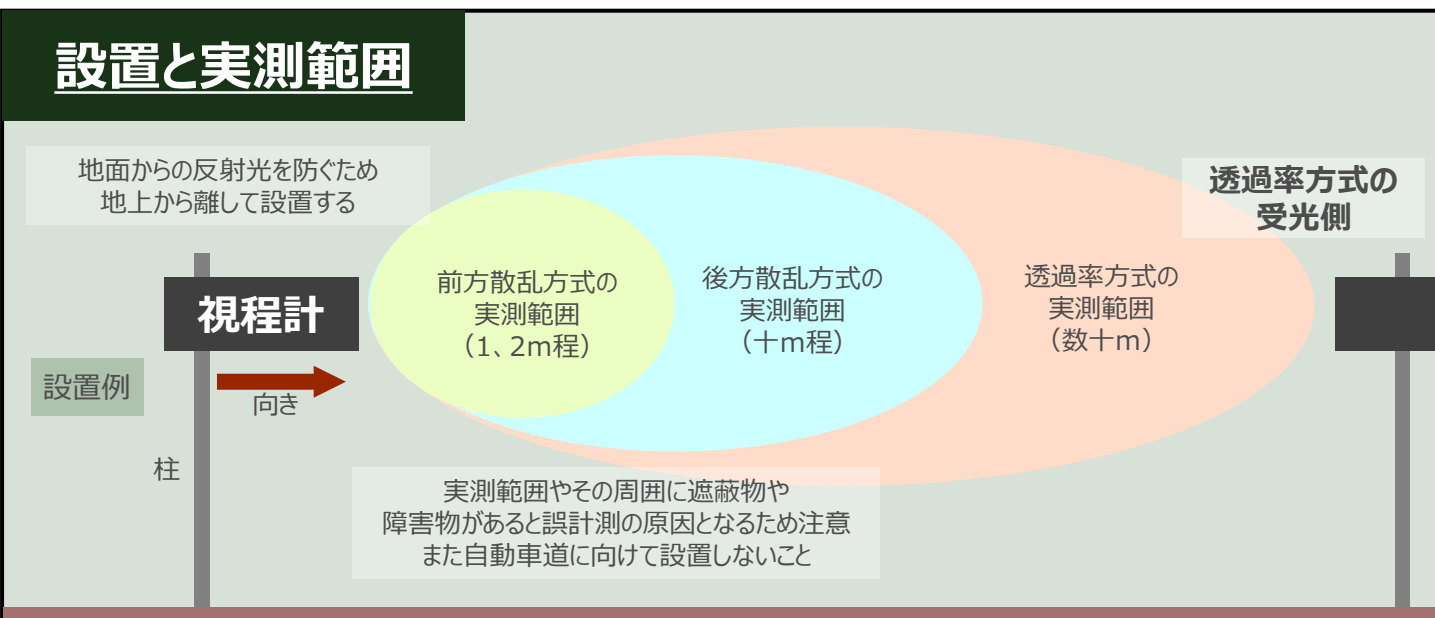 設置と実測範囲
地面からの反射光を防ぐため
地上から離して設置する
透過率方式の
受光側
視程計
前方散乱方式の
実測範囲
（1、2m程）
後方散乱方式の
実測範囲
（十m程）
透過率方式の
実測範囲
（数十m）
設置例
向き
柱
実測範囲やその周囲に遮蔽物や
障害物があると誤計測の原因となるため注意
また自動車道に向けて設置しないこと